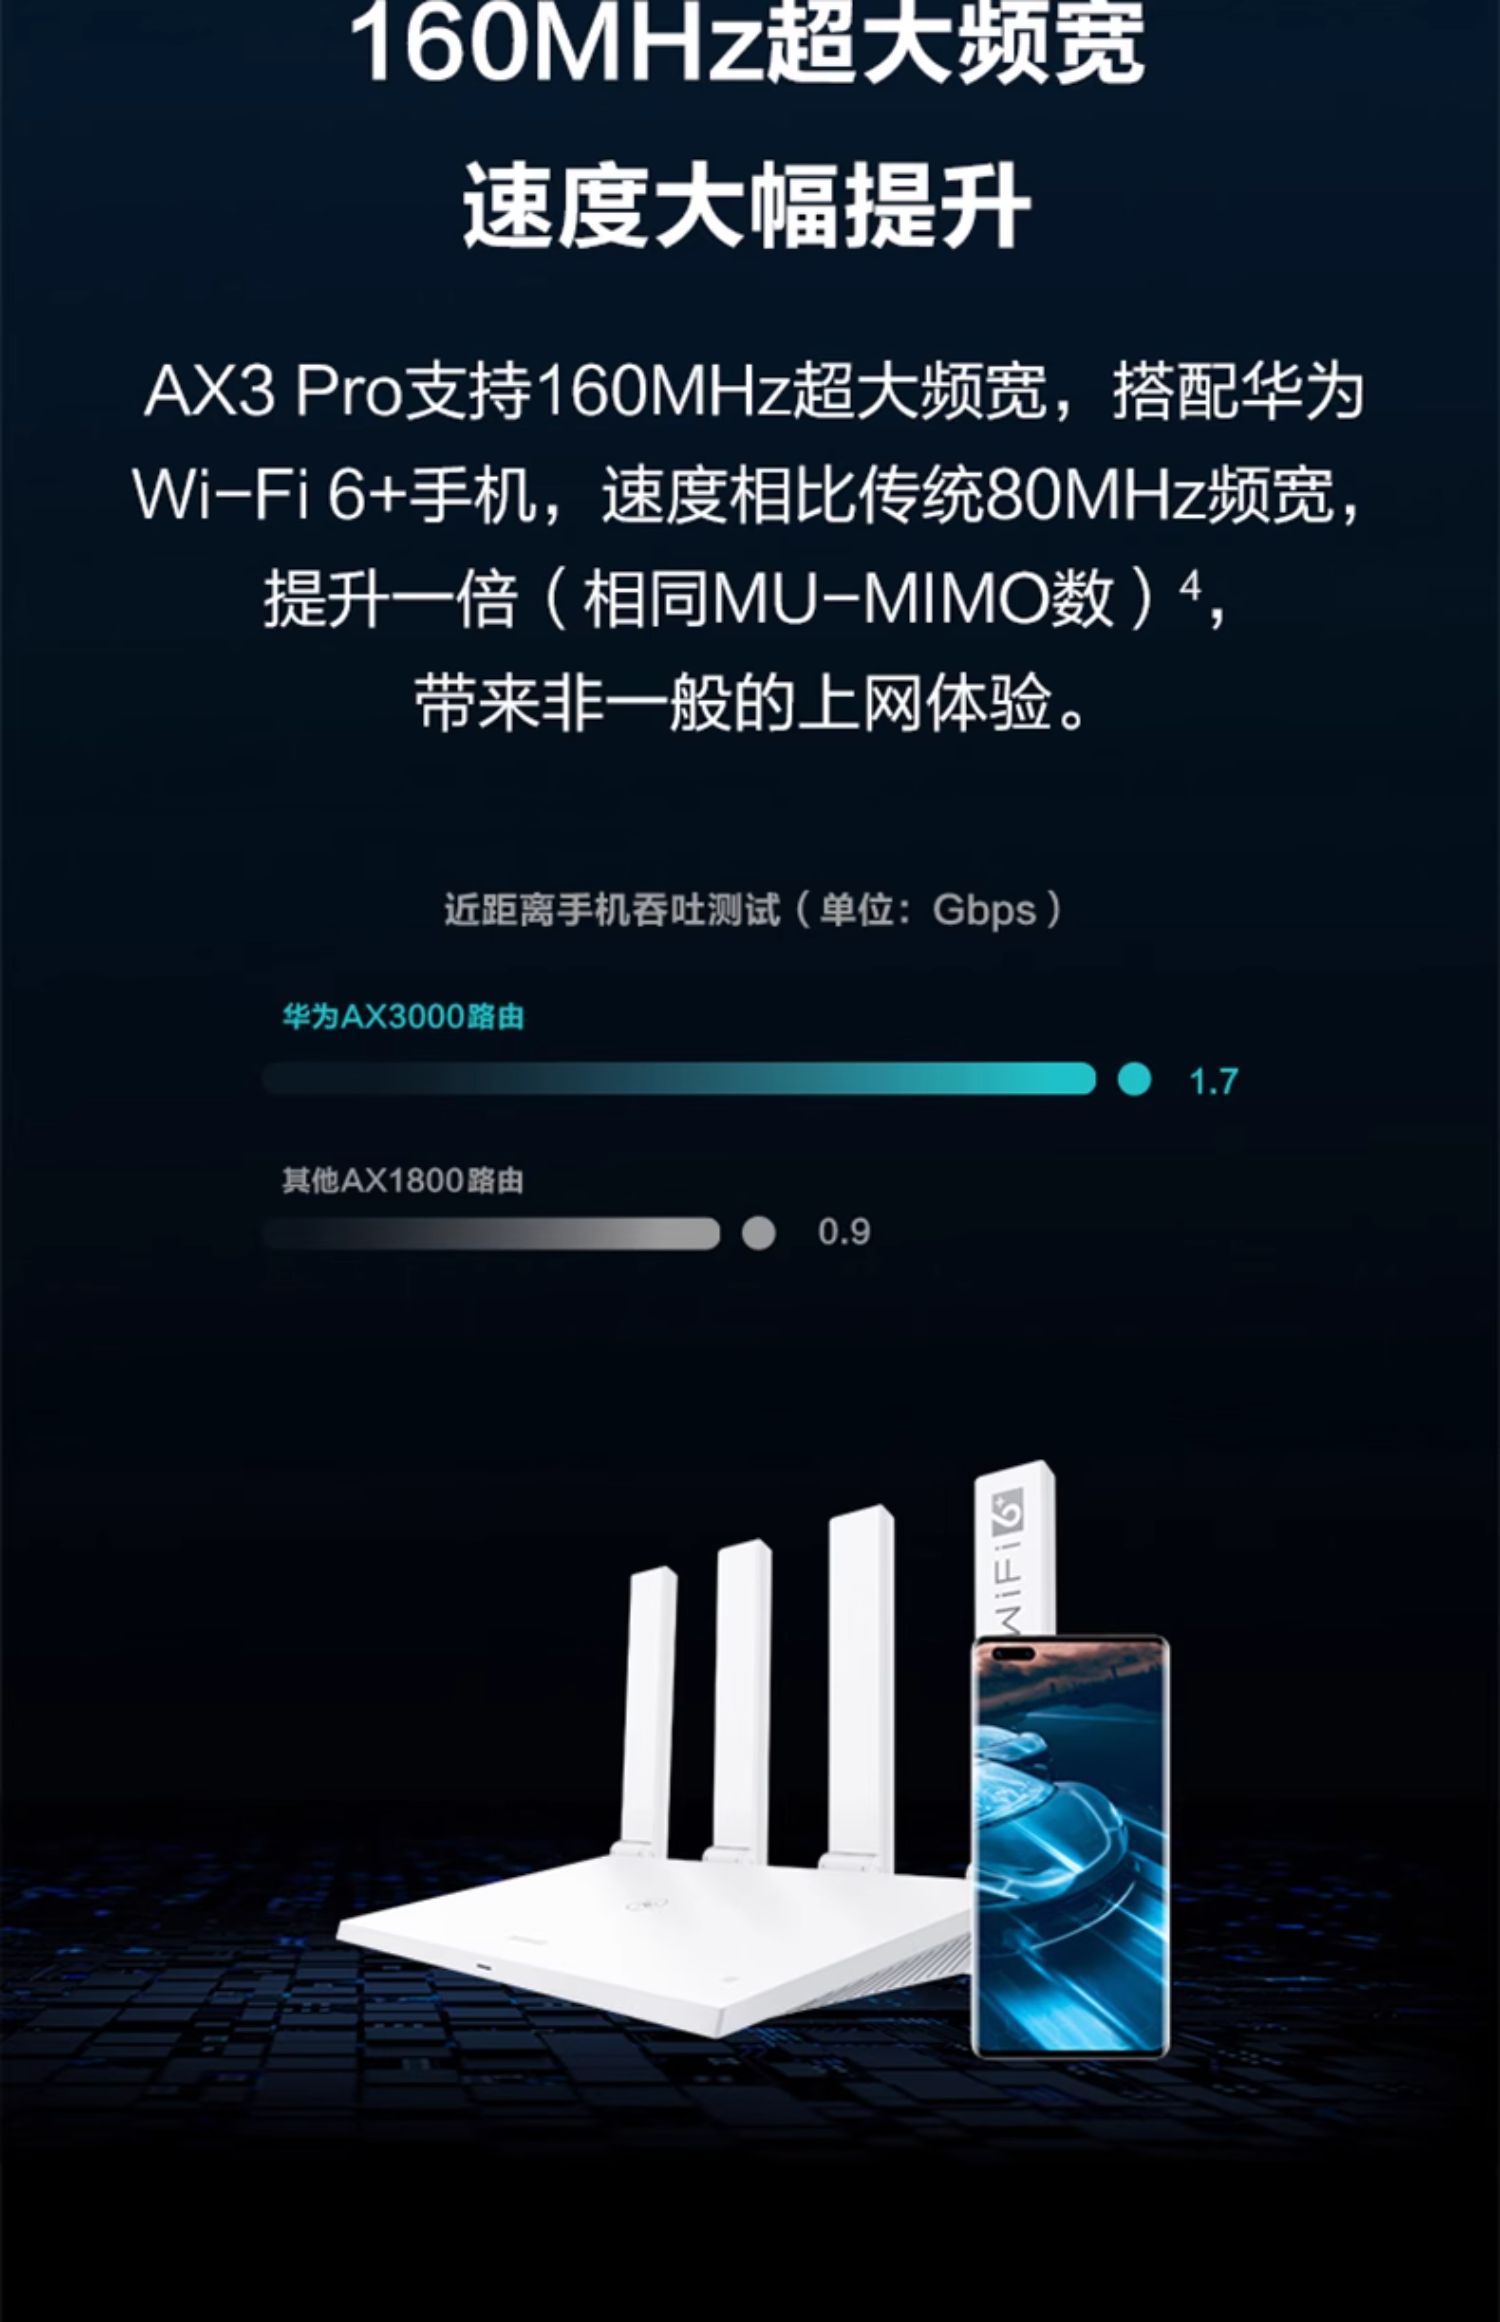 160MHz超大频宽
速度大幅提升
AX3 Pro支持160MHz超大频宽，搭配华为
Wi-Fi 6+手机，速度相比传统80MHz频宽，
提升一倍（相同MU-MIMO数）4，
带来非一般的上网体验。
近距离手机吞吐测试（单位：Gbps）
华为AX3000路由
1.7
其他AX1800路由
0.9
WiFi 6+